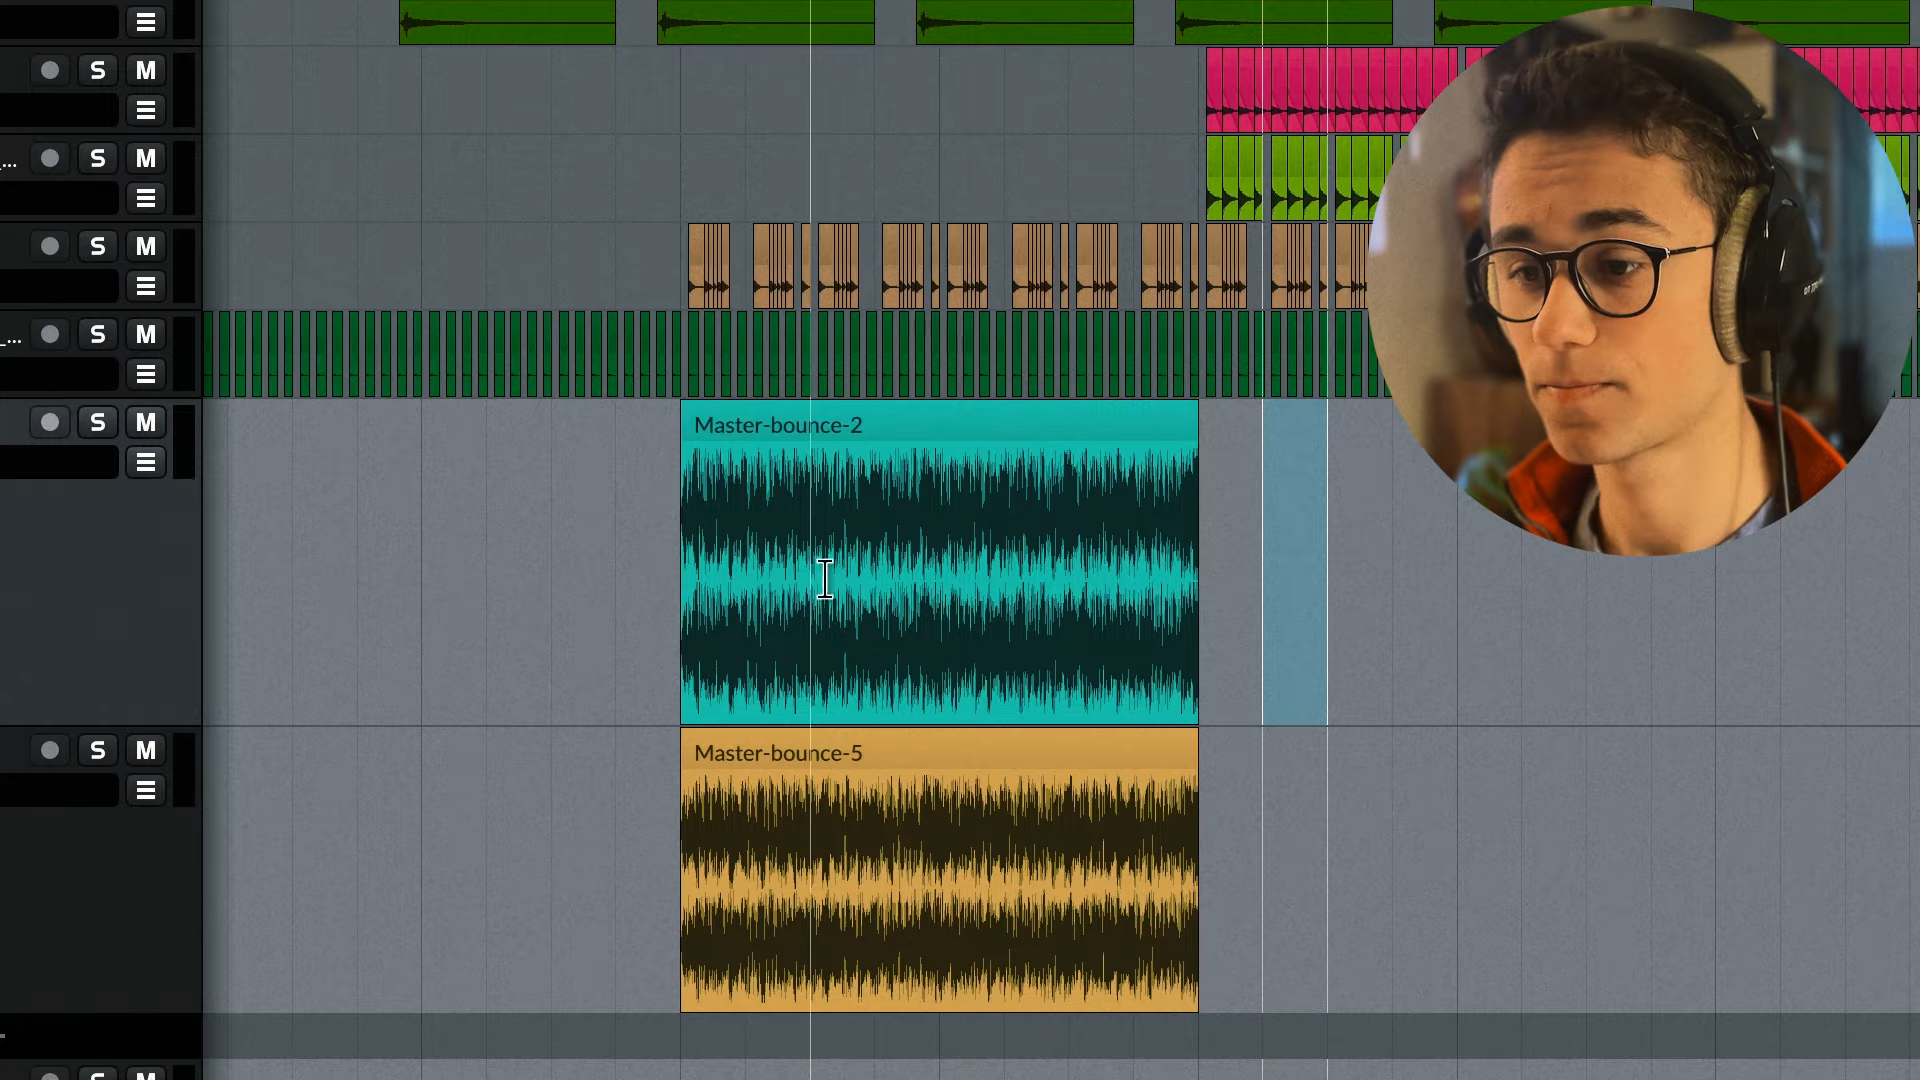 S M
... S M
S M
_... S M
S M
Master-bounce-2
S M
Master-bounce-5
S M